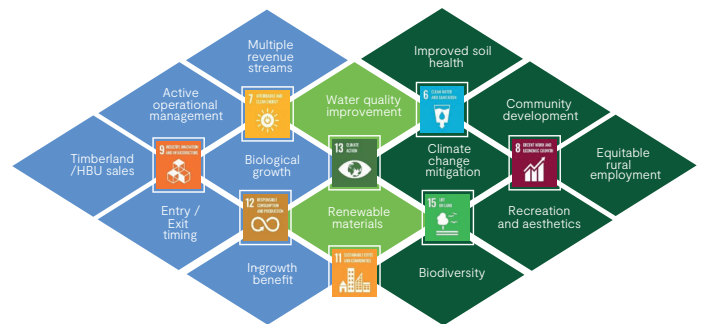 Multiple
revenue
streams
Improved soil
health
Active
operational
management
7 AFFORDABLE AND
CLEAN ENERGY
Water quality
improvement
6 CLEAN WATER
AND SANITATION
Community
development
Timberland
/HBU sales
9 INDUSTRY, INNOVATION
AND INFRASTRUCTURE
Biological
growth
13 CLIMATE
ACTION
Climate
change
mitigation
8 DECENT WORK AND
ECONOMIC GROWTH
Equitable
rural
employment
Entry /
Exit
timing
12 RESPONSIBLE
CONSUMPTION
AND PRODUCTION
Renewable
materials
15 LIFE
ON LAND
Recreation
and aesthetics
In-growth
benefit
11 SUSTAINABLE CITIES
AND COMMUNITIES
Biodiversity